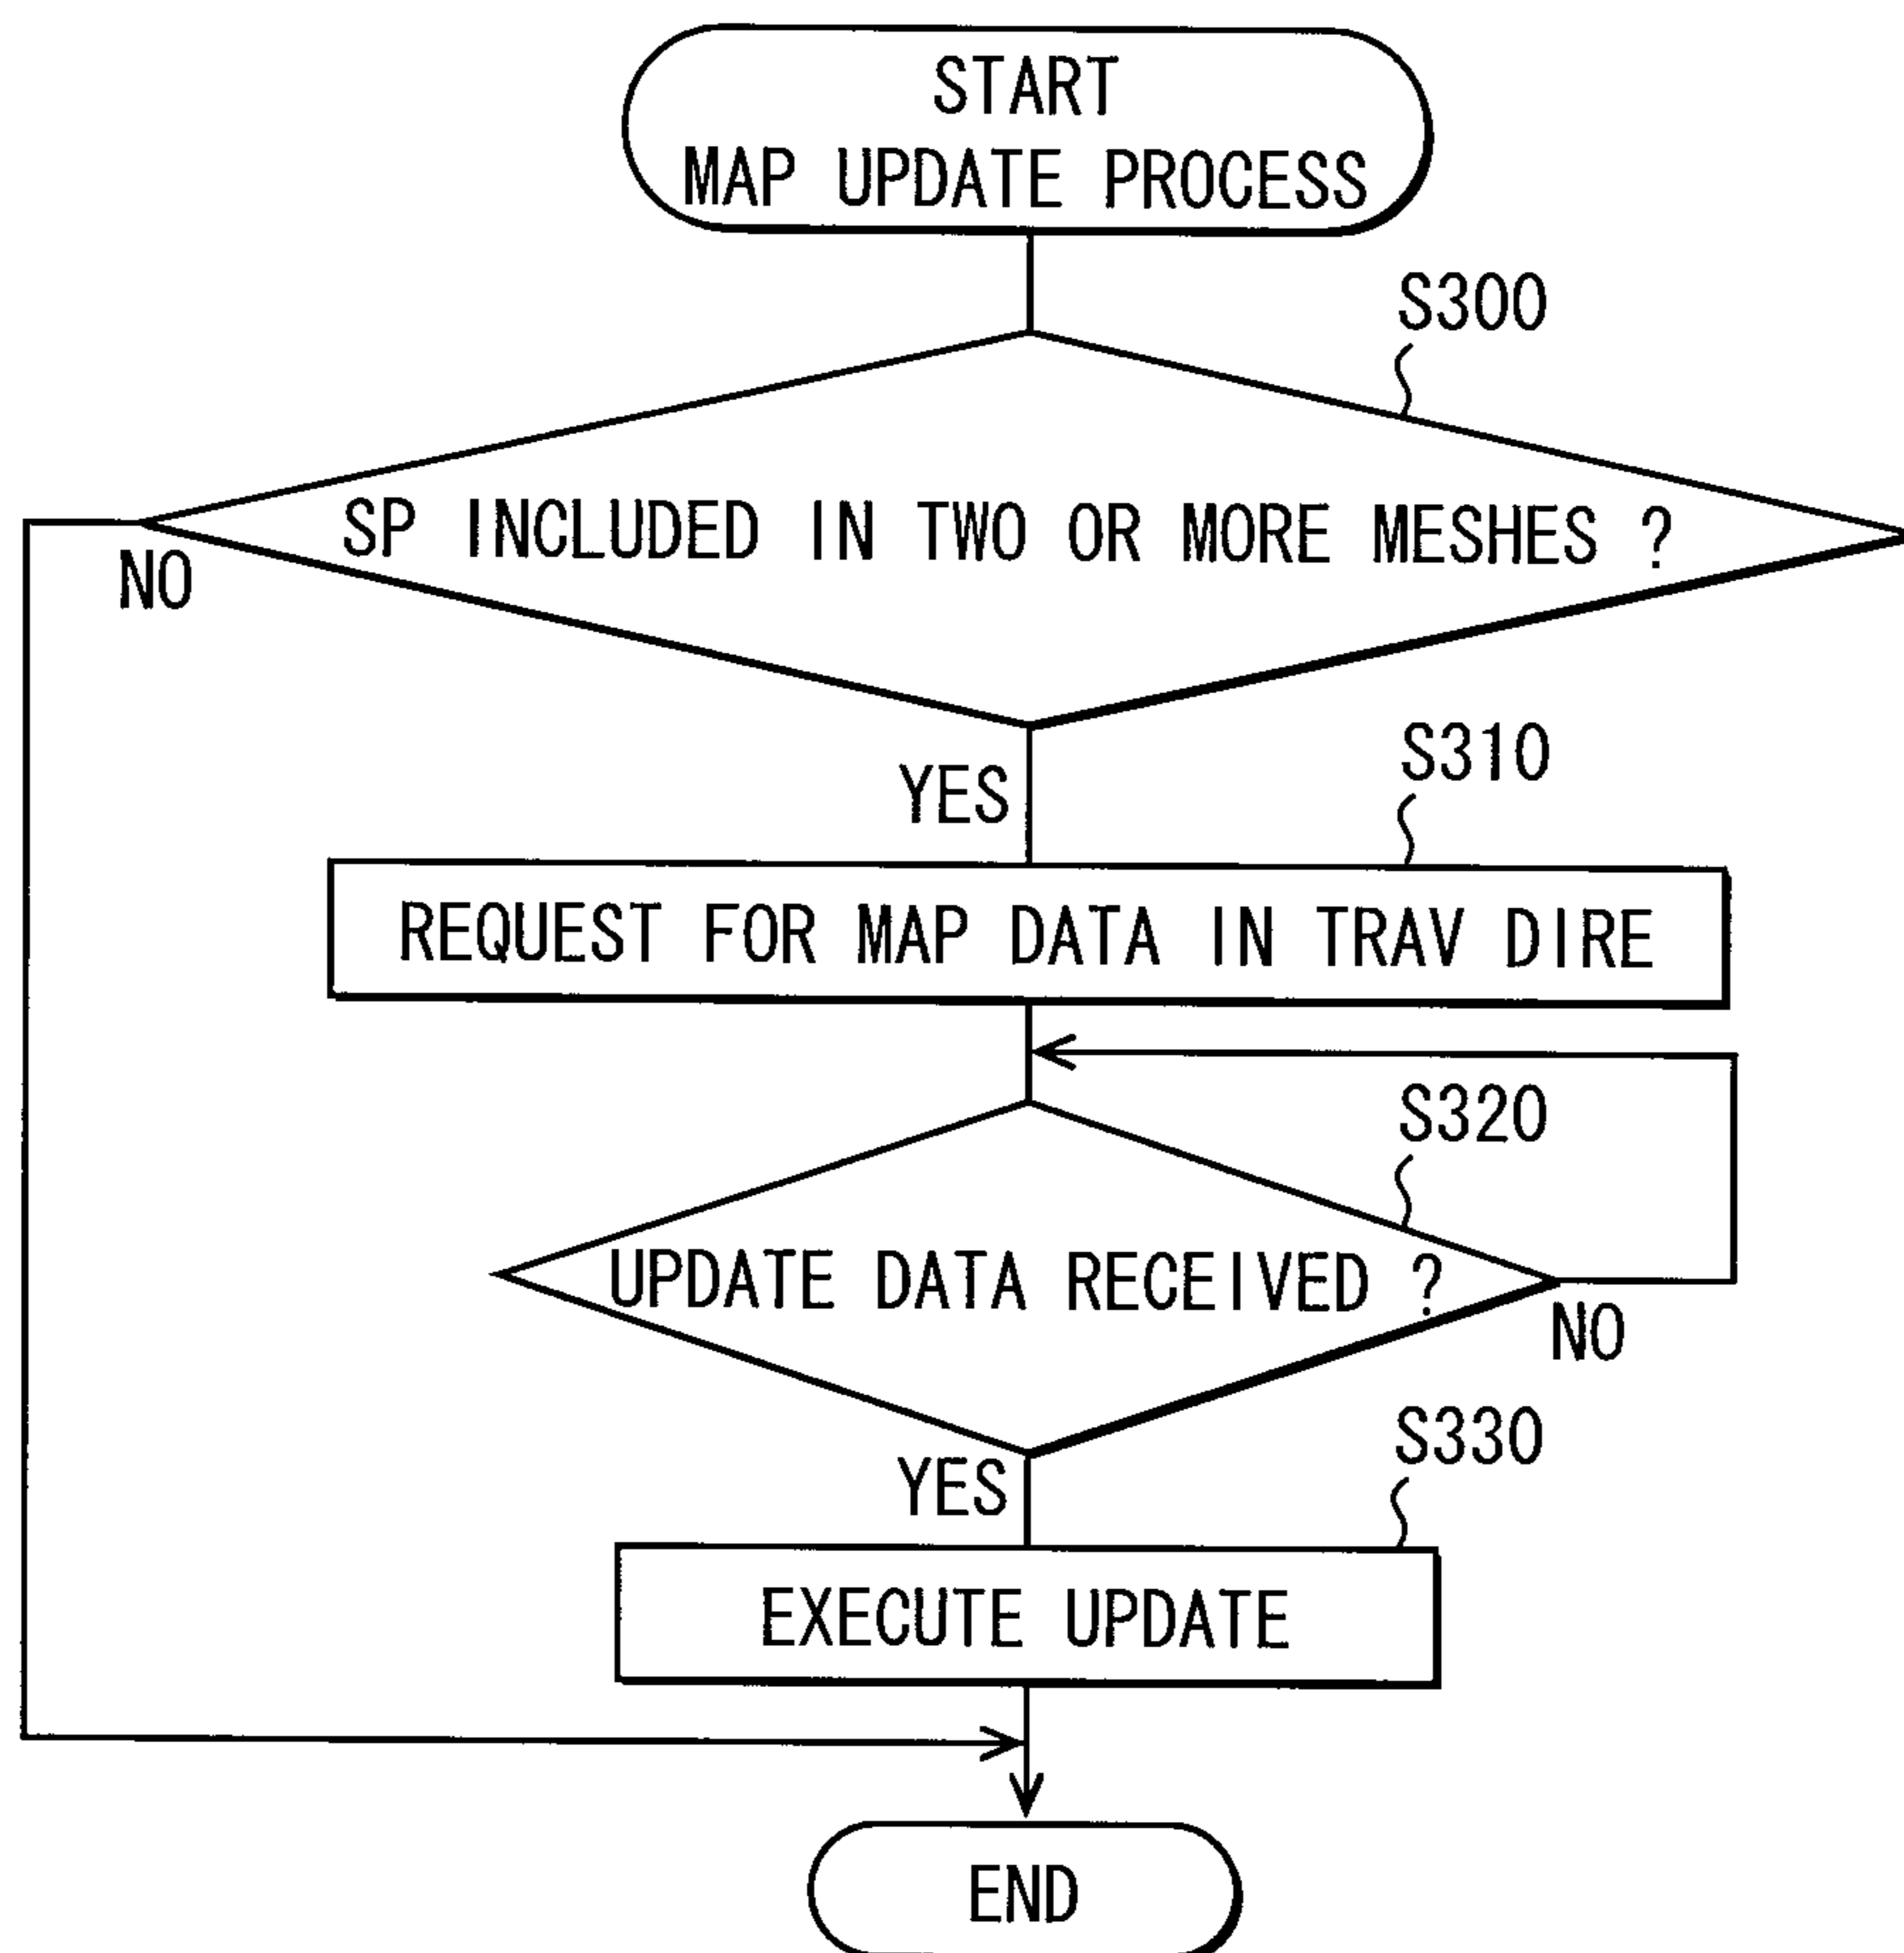 START
MAP UPDATE PROCESS
S300
SP INCLUDED IN TWO OR MORE MESHES ?
NO
S310
YES
REQUEST FOR MAP DATA IN TRAV DIRE
S320
UPDATE DATA RECEIVED ?
NO
S330
YES
EXECUTE UPDATE
END